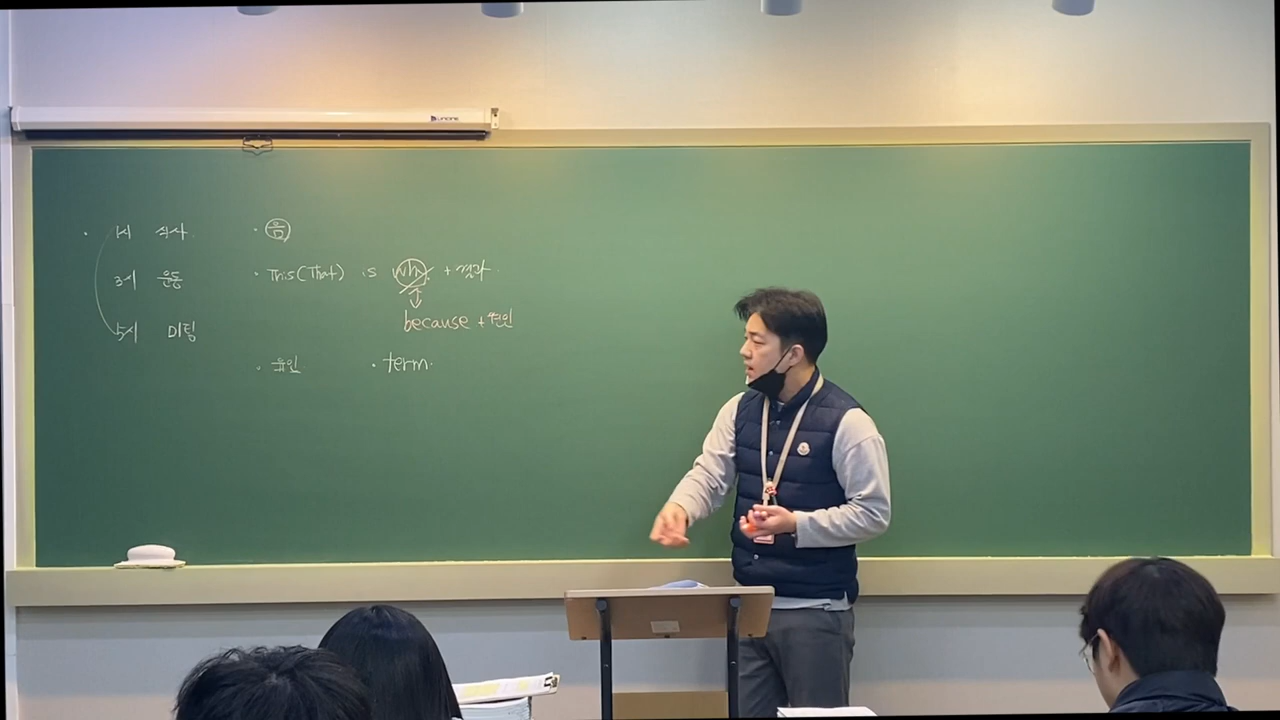 · 1시 식사
3시 운동
5시 미팅
· 음
· This(That) is why + 결과
↕
because + 원인
· 유인 · term